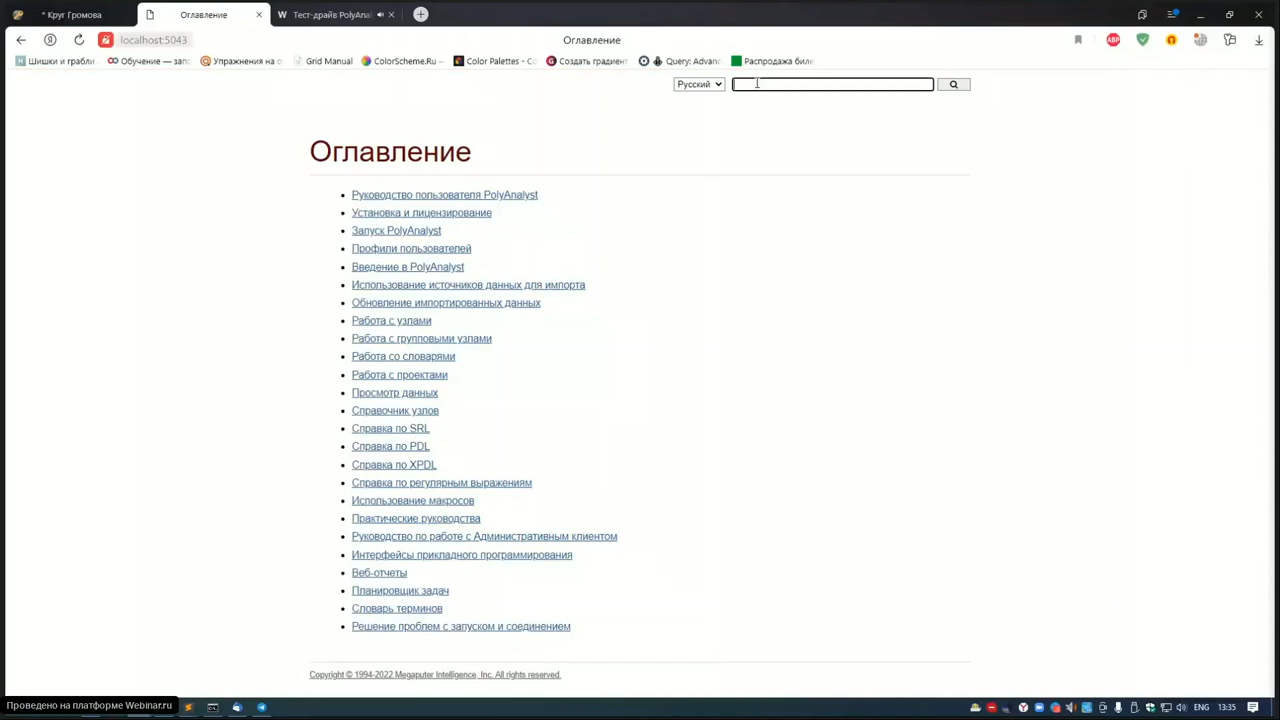 * Круг Громова
Оглавление
Тест-драйв PolyAnal
localhost:5043
Оглавление
Шишки и грабли
Обучение — запо
Упражнения на о
Grid Manual
ColorScheme.Ru —
Color Palettes - Co
Создать градиент
Query: Advanc
Распродажа биле
Русский
Оглавление
Руководство пользователя PolyAnalyst
Установка и лицензирование
Запуск PolyAnalyst
Профили пользователей
Введение в PolyAnalyst
Использование источников данных для импорта
Обновление импортированных данных
Работа с узлами
Работа с групповыми узлами
Работа со словарями
Работа с проектами
Просмотр данных
Справочник узлов
Справка по SRL
Справка по PDL
Справка по XPDL
Справка по регулярным выражениям
Использование макросов
Практические руководства
Руководство по работе с Административным клиентом
Интерфейсы прикладного программирования
Веб-отчеты
Планировщик задач
Словарь терминов
Решение проблем с запуском и соединением
Copyright © 1994-2022 Megaputer Intelligence, Inc. All rights reserved.
Проведено на платформе Webinar.ru
ENG
13:35